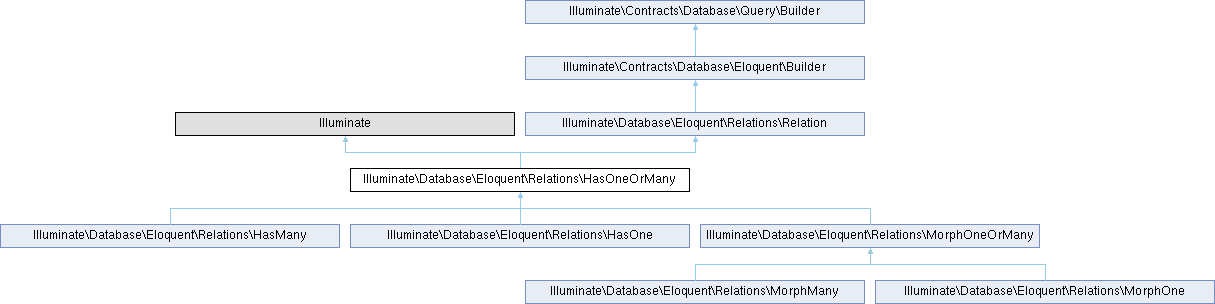 Illuminate\Contracts\Database\Query\Builder
Illuminate\Contracts\Database\Eloquent\Builder
Illuminate
Illuminate\Database\Eloquent\Relations\Relation
Illuminate\Database\Eloquent\Relations\HasOneOrMany
Illuminate\Database\Eloquent\Relations\HasMany
Illuminate\Database\Eloquent\Relations\HasOne
Illuminate\Database\Eloquent\Relations\MorphOneOrMany
Illuminate\Database\Eloquent\Relations\MorphMany
Illuminate\Database\Eloquent\Relations\MorphOne